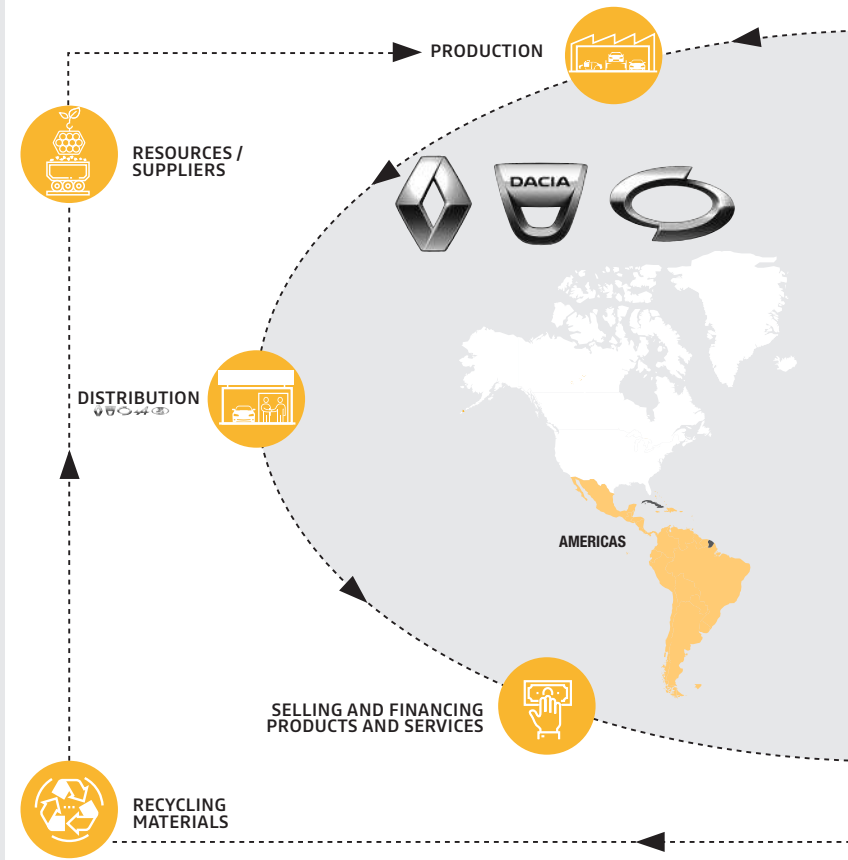 PRODUCTION
RESOURCES /
SUPPLIERS
DACIA
DISTRIBUTION
AMERICAS
SELLING AND FINANCING
PRODUCTS AND SERVICES
RECYCLING
MATERIALS